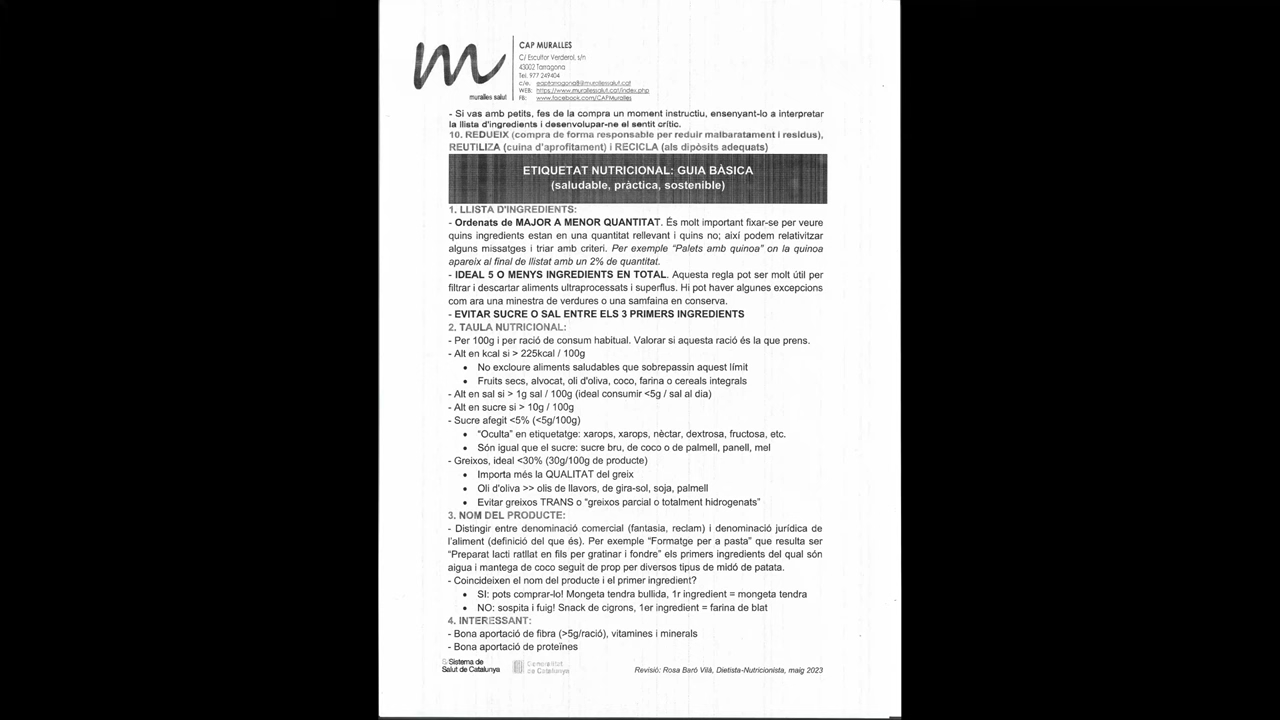 m
muralles salut
CAP MURALLES
C/ Escultor Verderol, s/n
43002 Tarragona
Tel. 977 249404
c/e. eaptarragona8@murallessalut.cat
WEB: https://www.murallessalut.cat/index.php
FB: www.facebook.com/CAPMuralles
- Si vas amb petits, fes de la compra un moment instructiu, ensenyant-lo a interpretar
la llista d'ingredients i desenvolupar-ne el sentit crític.
10. REDUEIX (compra de forma responsable per reduir malbaratament i residus),
REUTILIZA (cuina d'aprofitament) i RECICLA (als dipòsits adequats)
ETIQUETAT NUTRICIONAL: GUIA BÀSICA
(saludable, pràctica, sostenible)
1. LLISTA D'INGREDIENTS:
- Ordenats de MAJOR A MENOR QUANTITAT. És molt important fixar-se per veure
quins ingredients estan en una quantitat rellevant i quins no; així podem relativitzar
alguns missatges i triar amb criteri. Per exemple “Palets amb quinoa” on la quinoa
apareix al final de llistat amb un 2% de quantitat.
- IDEAL 5 O MENYS INGREDIENTS EN TOTAL. Aquesta regla pot ser molt útil per
filtrar i descartar aliments ultraprocessats i superflus. Hi pot haver algunes excepcions
com ara una minestra de verdures o una samfaina en conserva.
- EVITAR SUCRE O SAL ENTRE ELS 3 PRIMERS INGREDIENTS
2. TAULA NUTRICIONAL:
- Per 100g i per ració de consum habitual. Valorar si aquesta ració és la que prens.
- Alt en kcal si > 225kcal / 100g
• No excloure aliments saludables que sobrepassin aquest límit
• Fruits secs, alvocat, oli d'oliva, coco, farina o cereals integrals
- Alt en sal si > 1g sal / 100g (ideal consumir <5g / sal al dia)
- Alt en sucre si > 10g / 100g
- Sucre afegit <5% (<5g/100g)
• “Oculta” en etiquetatge: xarops, xarops, nèctar, dextrosa, fructosa, etc.
• Són igual que el sucre: sucre bru, de coco o de palmell, panell, mel
- Greixos, ideal <30% (30g/100g de producte)
• Importa més la QUALITAT del greix
• Oli d'oliva >> olis de llavors, de gira-sol, soja, palmell
• Evitar greixos TRANS o “greixos parcial o totalment hidrogenats”
3. NOM DEL PRODUCTE:
- Distingir entre denominació comercial (fantasia, reclam) i denominació jurídica de
l'aliment (definició del que és). Per exemple “Formatge per a pasta” que resulta ser
“Preparat lacti ratllat en fils per gratinar i fondre” els primers ingredients del qual són
aigua i mantega de coco seguit de prop per diversos tipus de midó de patata.
- Coincideixen el nom del producte i el primer ingredient?
• SI: pots comprar-lo! Mongeta tendra bullida, 1r ingredient = mongeta tendra
• NO: sospita i fuig! Snack de cigrons, 1er ingredient = farina de blat
4. INTERESSANT:
- Bona aportació de fibra (>5g/ració), vitamines i minerals
- Bona aportació de proteïnes
Sistema de
Salut de Catalunya
Generalitat
de Catalunya
Revisió: Rosa Baró Vilà, Dietista-Nutricionista, maig 2023